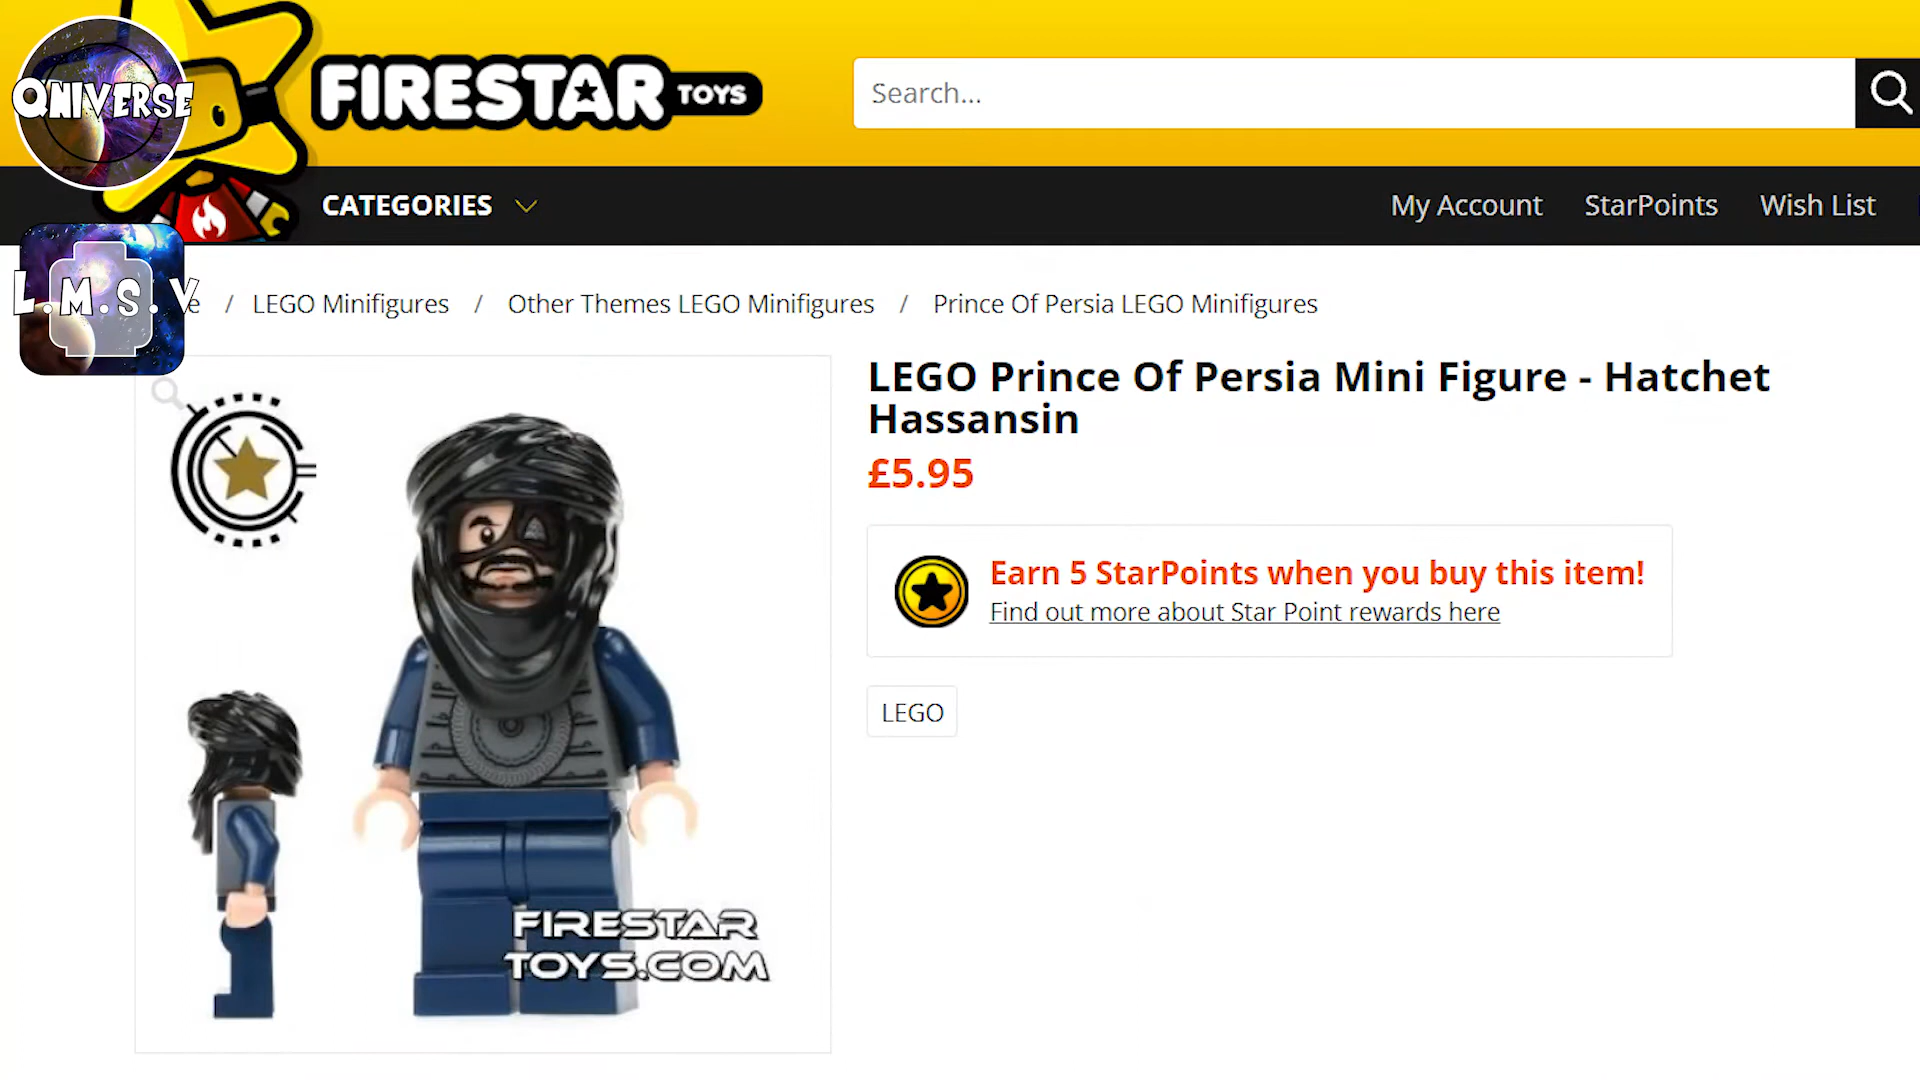 QNIVERSE
FIRESTAR TOYS
Search...
CATEGORIES
My Account
StarPoints
Wish List
L.M.S.V
/ LEGO Minifigures / Other Themes LEGO Minifigures / Prince Of Persia LEGO Minifigures
LEGO Prince Of Persia Mini Figure - Hatchet
Hassansin
£5.95
Earn 5 StarPoints when you buy this item!
Find out more about Star Point rewards here
LEGO
FIRESTAR
TOYS.COM